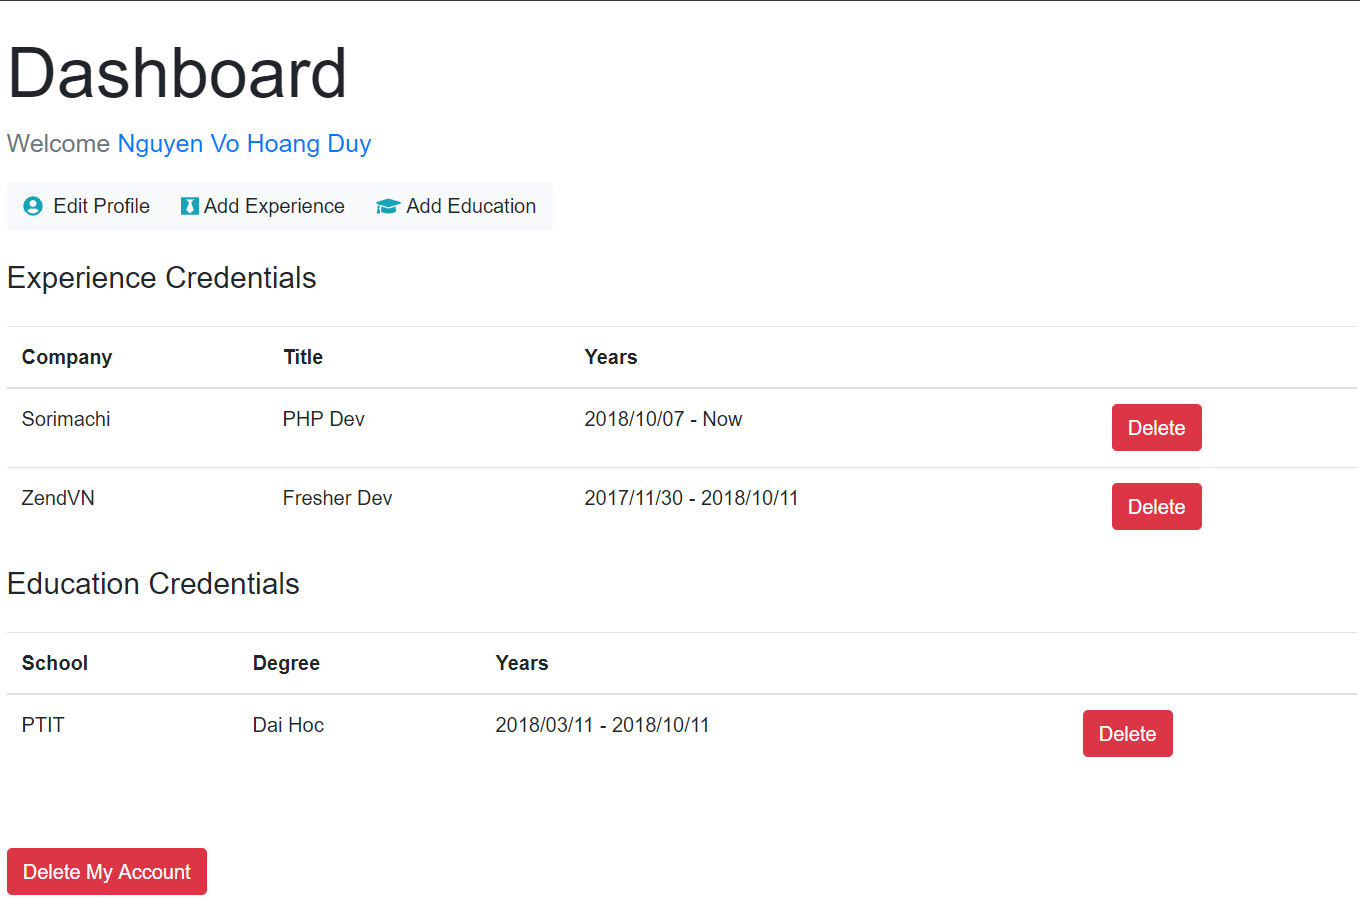 Dashboard
Welcome Nguyen Vo Hoang Duy
Edit Profile Add Experience Add Education
Experience Credentials
Company Title Years
Sorimachi PHP Dev 2018/10/07 - Now Delete
ZendVN Fresher Dev 2017/11/30 - 2018/10/11 Delete
Education Credentials
School Degree Years
PTIT Dai Hoc 2018/03/11 - 2018/10/11 Delete
Delete My Account